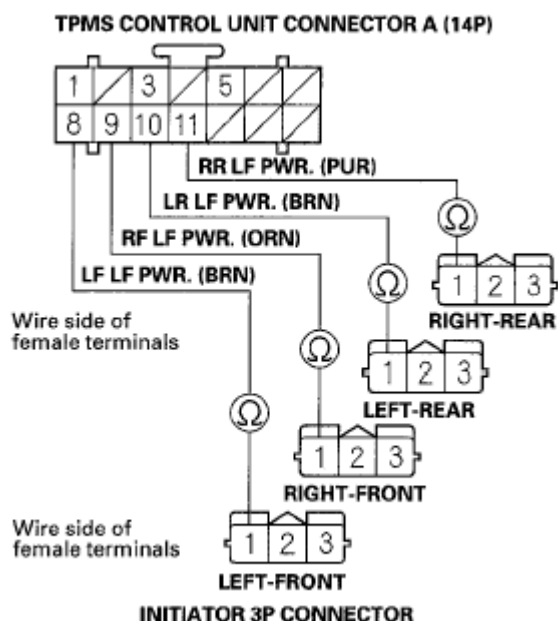 TPMS CONTROL UNIT CONNECTOR A (14P)
1 3 5
8 9 10 11
RR LF PWR. (PUR)
LR LF PWR. (BRN)
RF LF PWR. (ORN)
LF LF PWR. (BRN)
Ω
1 2 3
RIGHT-REAR
Wire side of
female terminals
Ω
1 2 3
LEFT-REAR
Ω
1 2 3
RIGHT-FRONT
Ω
Wire side of
female terminals
1 2 3
LEFT-FRONT
INITIATOR 3P CONNECTOR